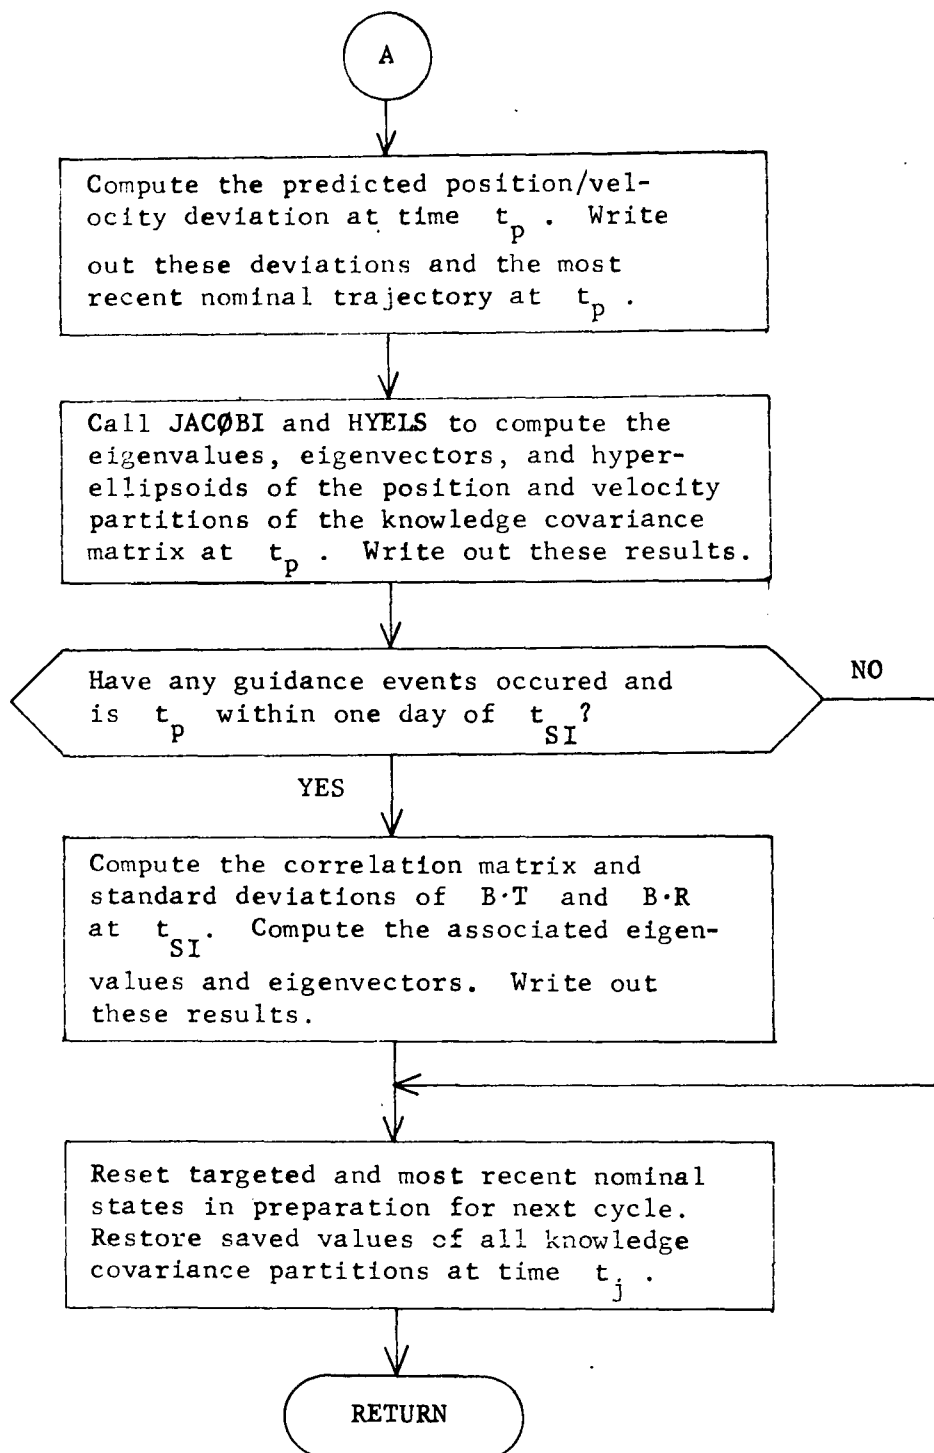 A
Compute the predicted position/vel-
ocity deviation at time t_p . Write
out these deviations and the most
recent nominal trajectory at t_p .
Call JACØBI and HYELS to compute the
eigenvalues, eigenvectors, and hyper-
ellipsoids of the position and velocity
partitions of the knowledge covariance
matrix at t_p . Write out these results.
Have any guidance events occured and
is t_p within one day of t_SI?
NO
YES
Compute the correlation matrix and
standard deviations of B·T and B·R
at t_SI. Compute the associated eigen-
values and eigenvectors. Write out
these results.
Reset targeted and most recent nominal
states in preparation for next cycle.
Restore saved values of all knowledge
covariance partitions at time t_j .
RETURN